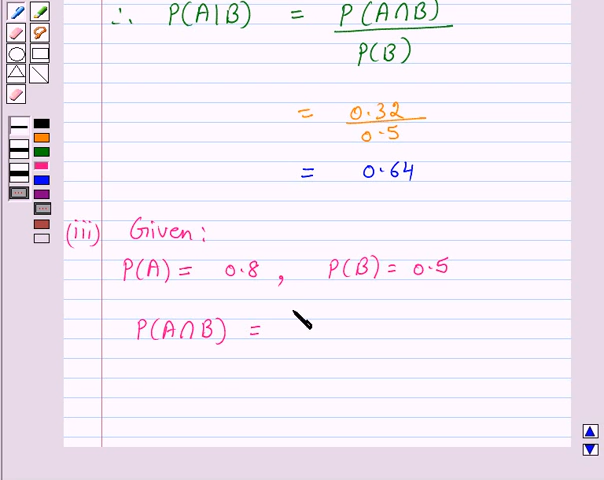 ∴ P(A|B) = P(A∩B)
P(B)
= 0.32
0.5
= 0.64
(iii) Given:
P(A) = 0.8 , P(B) = 0.5
P(A∩B) =